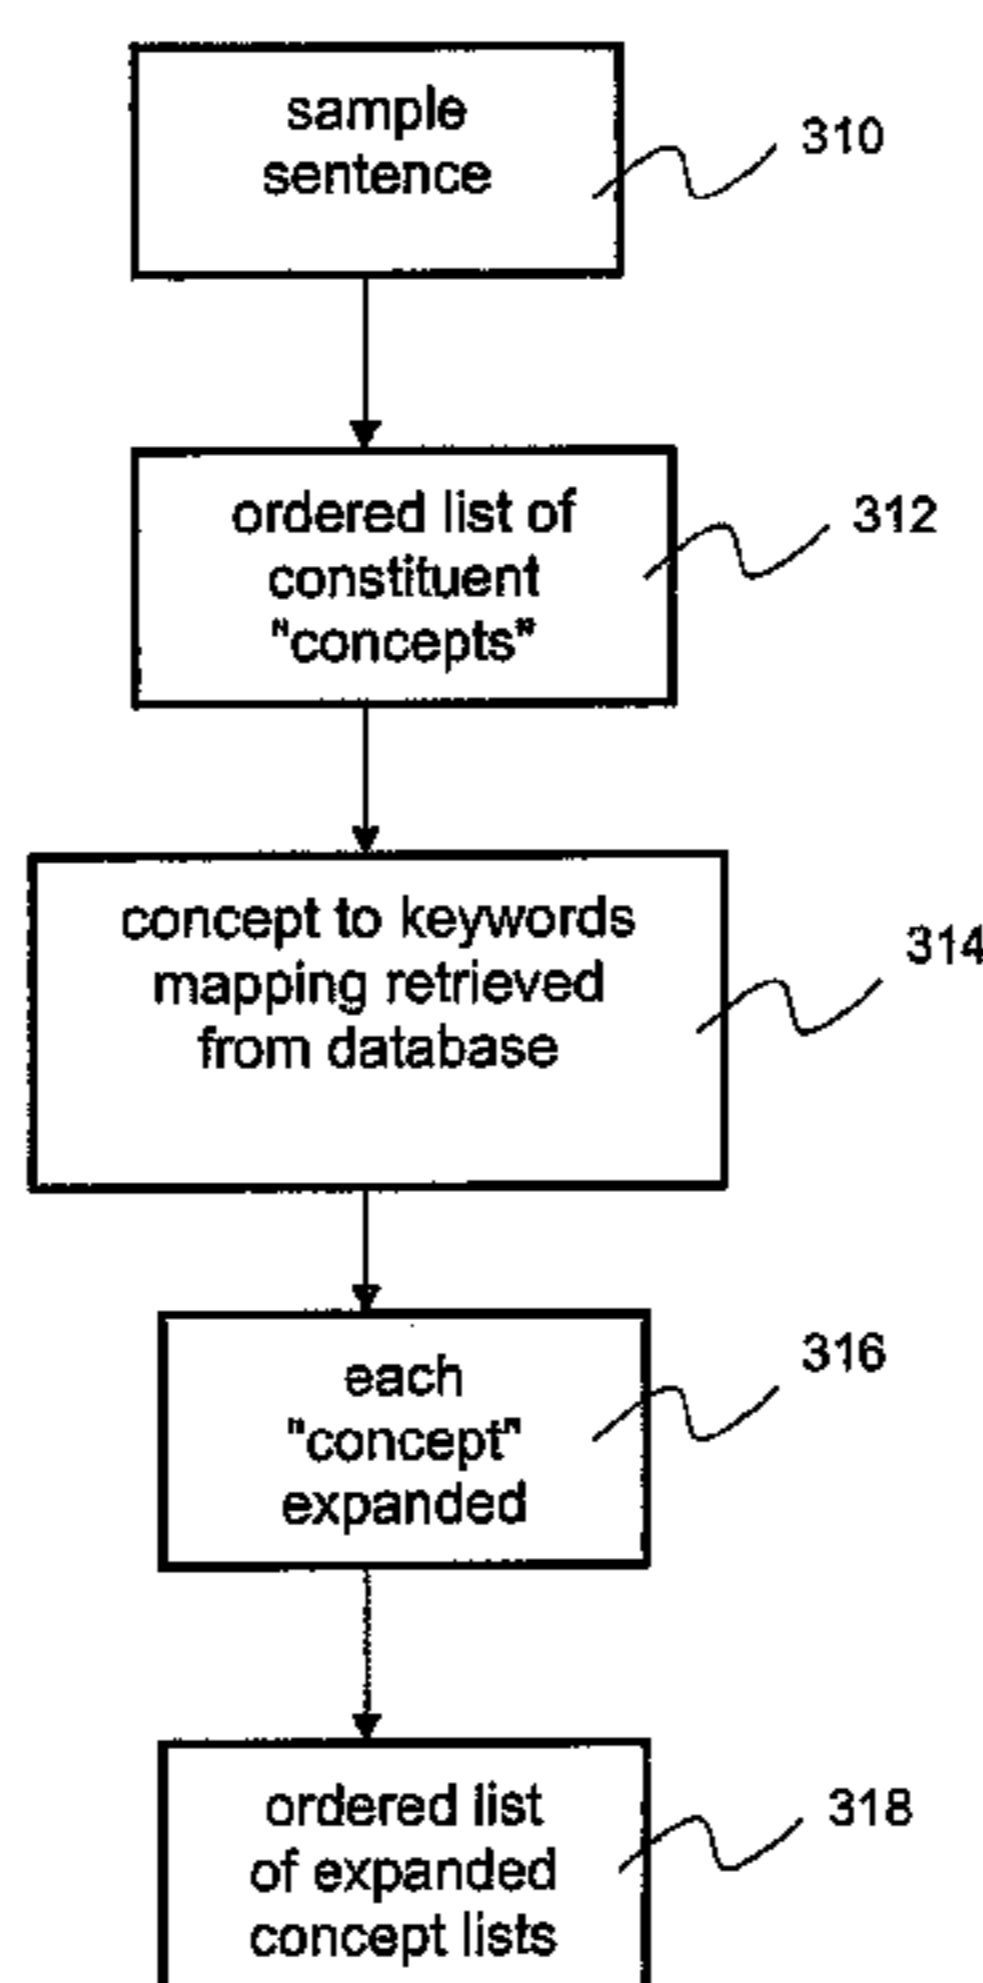 sample
sentence
310
ordered list of
constituent
"concepts"
312
concept to keywords
mapping retrieved
from database
314
each
"concept"
expanded
316
ordered list
of expanded
concept lists
318